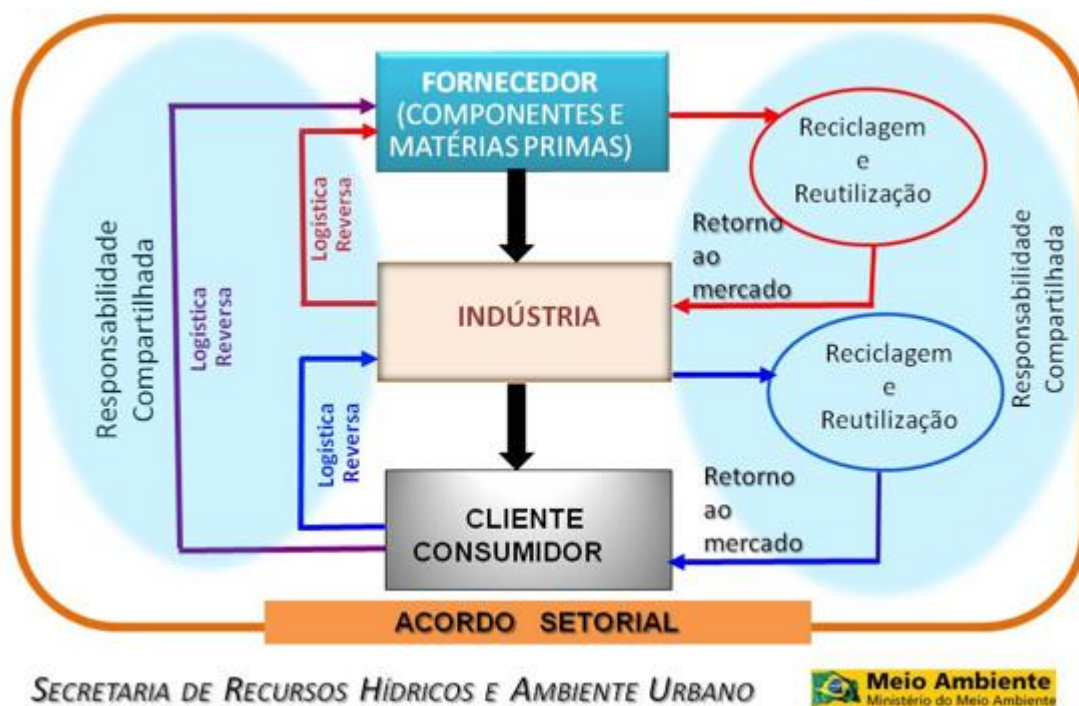 FORNECEDOR
(COMPONENTES E
MATÉRIAS PRIMAS)
Reciclagem
e
Reutilização
Logística
Reversa
Retorno
ao
mercado
Responsabilidade
Compartilhada
Logística
Reversa
INDÚSTRIA
Responsabilidade
Compartilhada
Reciclagem
e
Reutilização
Logística
Reversa
Retorno
ao
mercado
CLIENTE
CONSUMIDOR
ACORDO SETORIAL
SECRETARIA DE RECURSOS HÍDRICOS E AMBIENTE URBANO
Meio Ambiente
Ministério do Meio Ambiente